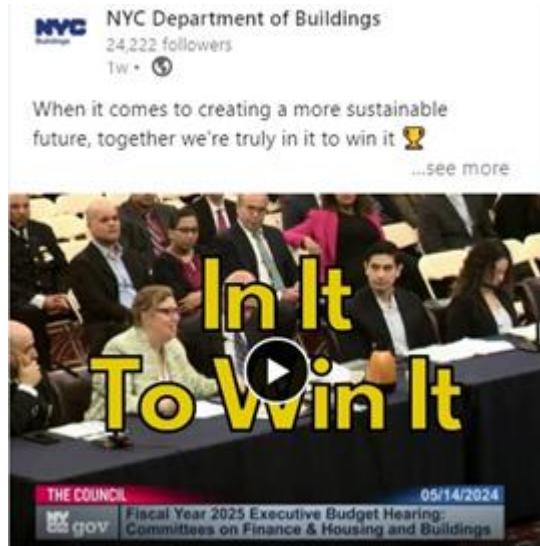 NYC
Buildings
NYC Department of Buildings
24,222 followers
1w •
When it comes to creating a more sustainable
future, together we're truly in it to win it 🏆
...see more
In It
To Win It
THE COUNCIL
05/14/2024
NYC gov
Fiscal Year 2025 Executive Budget Hearing:
Committees on Finance & Housing and Buildings